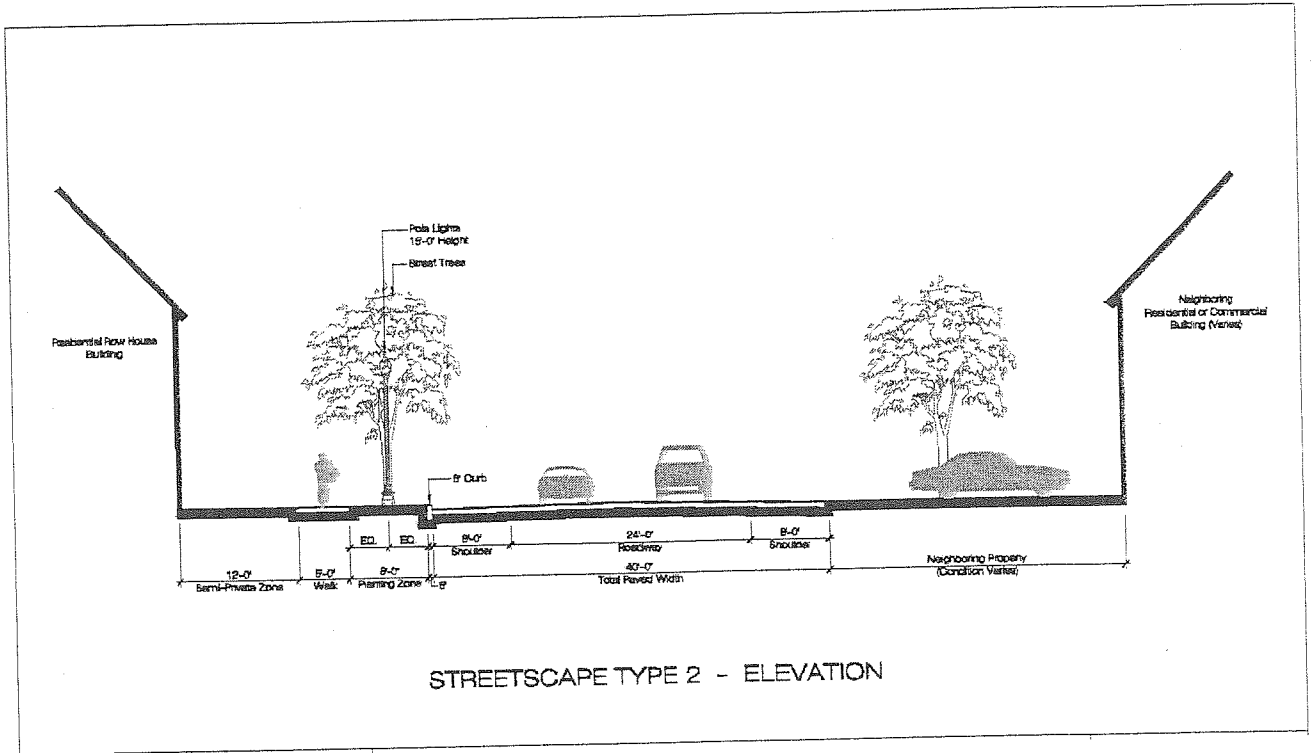 Pole Lights
15'-0" Height
Street Trees
Residential Row House
Building
Neighboring
Residential or Commercial
Building (Varies)
6" Curb
EQ.
EQ.
8'-0"
Shoulder
24'-0"
Roadway
8'-0"
Shoulder
12'-0"
Semi-Private Zone
5'-0"
Walk
8'-0"
Planting Zone
6"
40'-0"
Total Paved Width
Neighboring Property
(Condition Varies)
STREETSCAPE TYPE 2 - ELEVATION